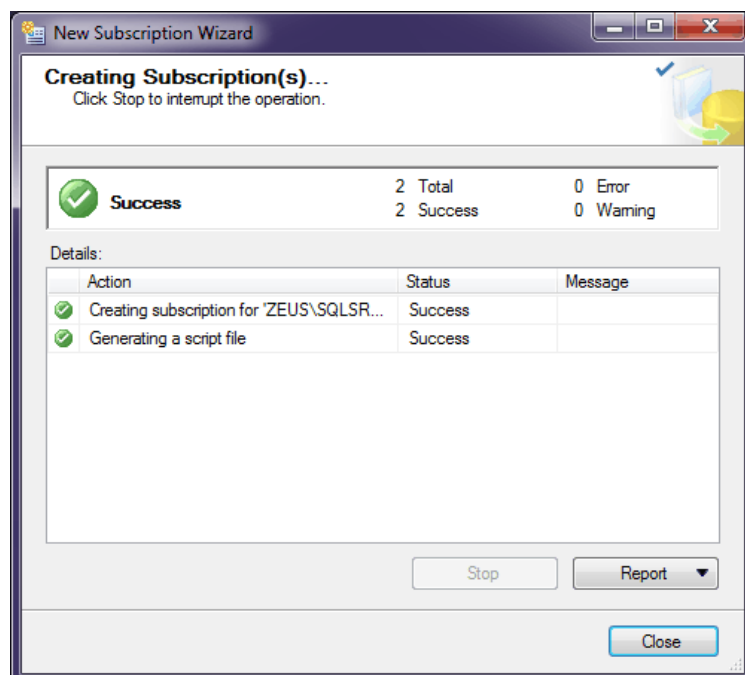 New Subscription Wizard
Creating Subscription(s)...
Click Stop to interrupt the operation.
Success
2 Total 0 Error
2 Success 0 Warning
Details:
Action Status Message
Creating subscription for 'ZEUS\SQLSR... Success
Generating a script file Success
Stop Report
Close